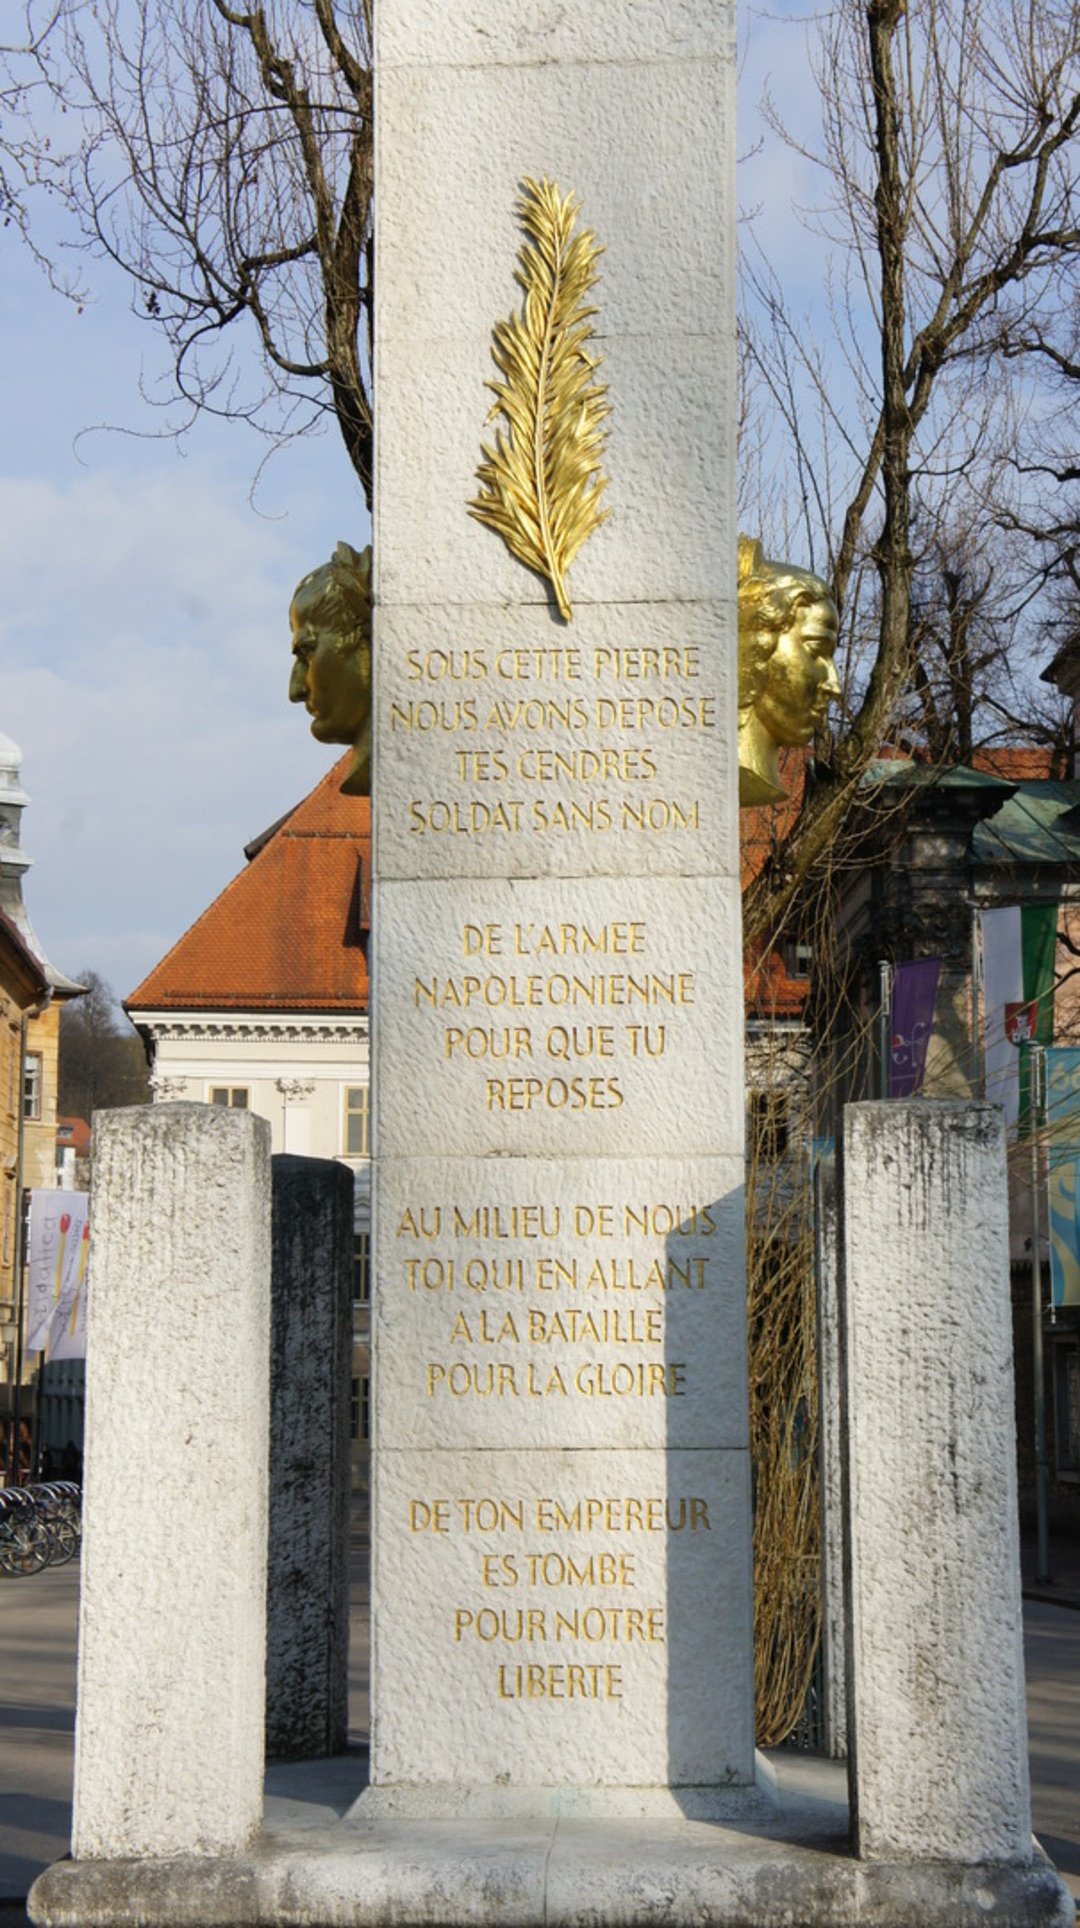 SOUS CETTE PIERRE
NOUS AVONS DEPOSE
TES CENDRES
SOLDAT SANS NOM
DE L'ARMEE
NAPOLEONIENNE
POUR QUE TU
REPOSES
AU MILIEU DE NOUS
TOI QUI EN ALLANT
A LA BATAILLE
POUR LA GLOIRE
DE TON EMPEREUR
ES TOMBE
POUR NOTRE
LIBERTE